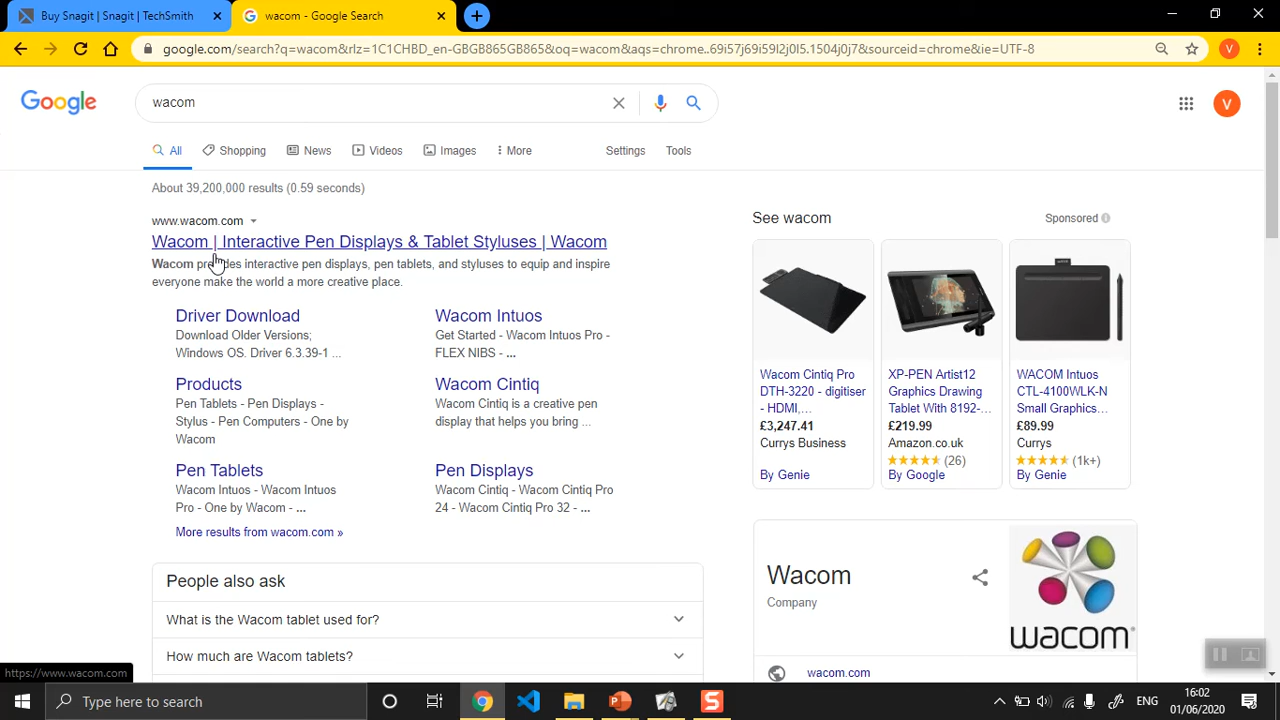 Buy Snagit | Snagit | TechSmith
wacom - Google Search
google.com/search?q=wacom&rlz=1C1CHBD_en-GBGB865GB865&oq=wacom&aqs=chrome..69i57j69i59l2j0l5.1504j0j7&sourceid=chrome&ie=UTF-8
V
Google
wacom
V
All
Shopping
News
Videos
Images
More
Settings
Tools
About 39,200,000 results (0.59 seconds)
www.wacom.com
Wacom | Interactive Pen Displays & Tablet Styluses | Wacom
Wacom provides interactive pen displays, pen tablets, and styluses to equip and inspire
everyone make the world a more creative place.
Driver Download
Download Older Versions;
Windows OS. Driver 6.3.39-1 ...
Wacom Intuos
Get Started - Wacom Intuos Pro -
FLEX NIBS - ...
Products
Pen Tablets - Pen Displays -
Stylus - Pen Computers - One by
Wacom
Wacom Cintiq
Wacom Cintiq is a creative pen
display that helps you bring ...
Pen Tablets
Wacom Intuos - Wacom Intuos
Pro - One by Wacom - ...
Pen Displays
Wacom Cintiq - Wacom Cintiq Pro
24 - Wacom Cintiq Pro 32 - ...
More results from wacom.com »
People also ask
What is the Wacom tablet used for?
How much are Wacom tablets?
See wacom
Sponsored
Wacom Cintiq Pro
DTH-3220 - digitiser
- HDMI,...
£3,247.41
Currys Business
By Genie
XP-PEN Artist12
Graphics Drawing
Tablet With 8192-...
£219.99
Amazon.co.uk
(26)
By Google
WACOM Intuos
CTL-4100WLK-N
Small Graphics...
£89.99
Currys
(1k+)
By Genie
Wacom
Company
wacom
wacom.com
https://www.wacom.com
Type here to search
S
ENG
16:02
01/06/2020